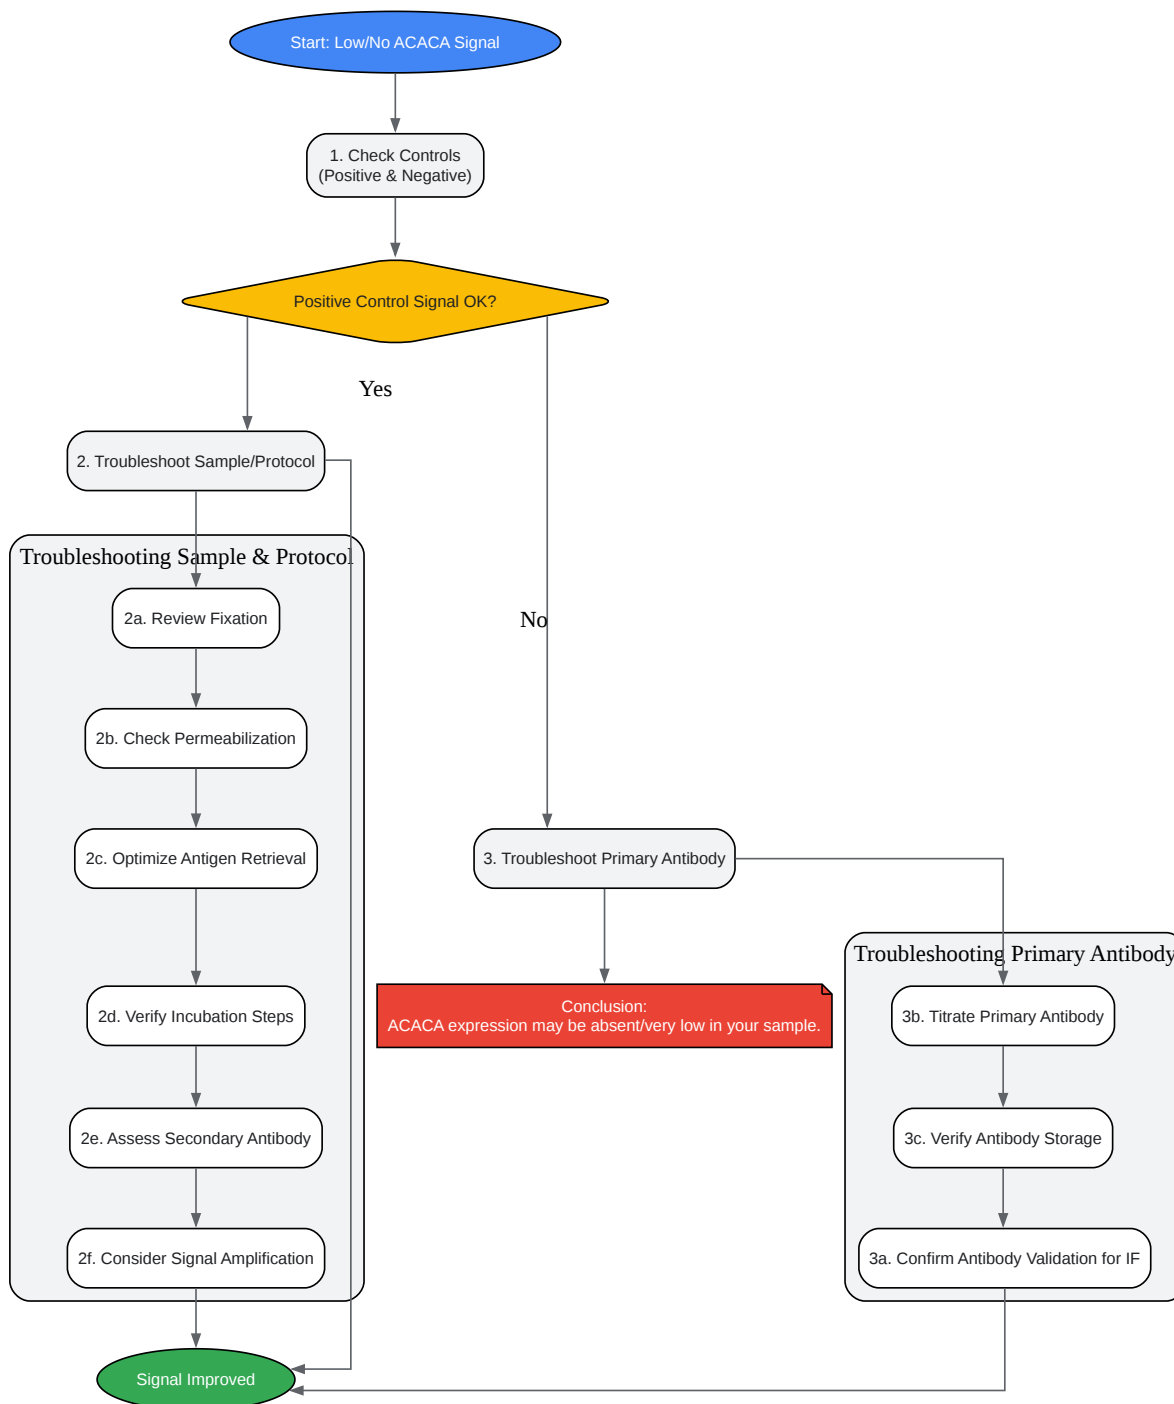 Start: Low/No ACACA Signal
1. Check Controls
(Positive & Negative)
Positive Control Signal OK?
Yes
2. Troubleshoot Sample/Protocol
Troubleshooting Sample & Protocol
2a. Review Fixation
No
2b. Check Permeabilization
2c. Optimize Antigen Retrieval
3. Troubleshoot Primary Antibody
Troubleshooting Primary Antibody
2d. Verify Incubation Steps
Conclusion:
ACACA expression may be absent/very low in your sample.
3b. Titrate Primary Antibody
2e. Assess Secondary Antibody
3c. Verify Antibody Storage
2f. Consider Signal Amplification
3a. Confirm Antibody Validation for IF
Signal Improved